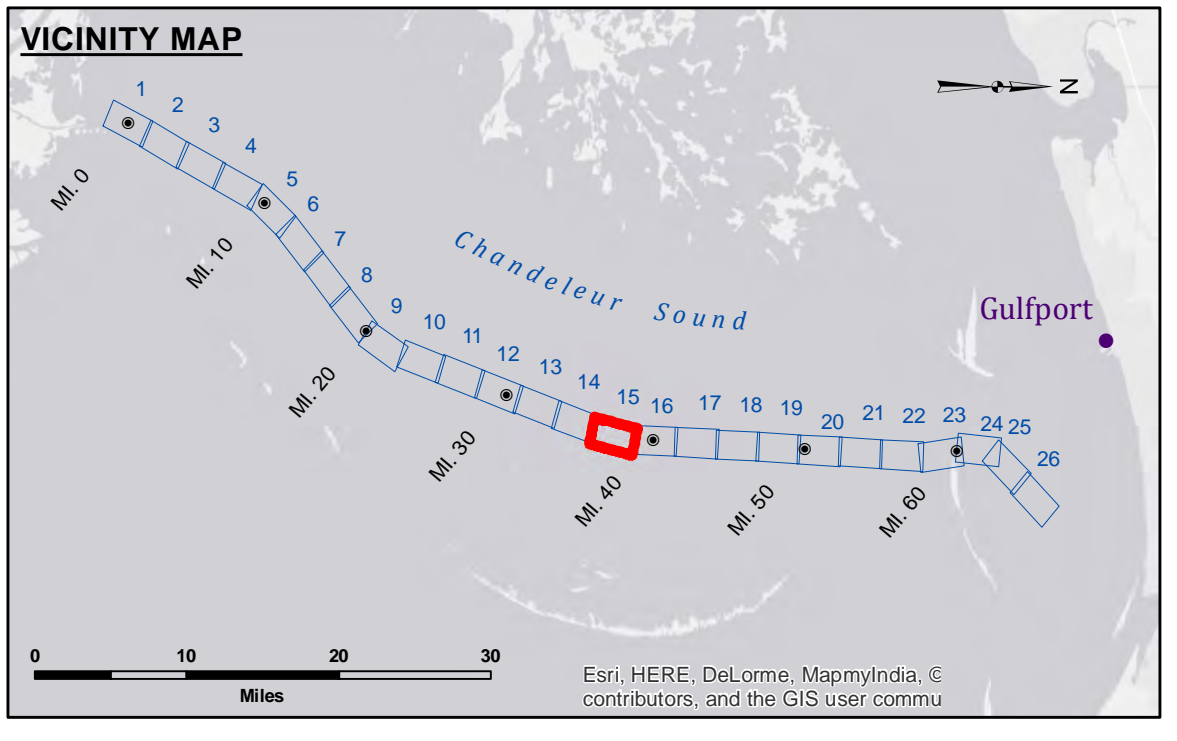 VICINITY MAP
N
1
2
3
4
5
6
7
8
9
10
11
12
13
14
15
16
17
18
19
20
21
22
23
24
25
26
MI. 0
MI. 10
MI. 20
MI. 30
MI. 40
MI. 50
MI. 60
Chandeleur Sound
Gulfport
0 10 20 30
Miles
Esri, HERE, DeLorme, MapmyIndia, ©
contributors, and the GIS user commu